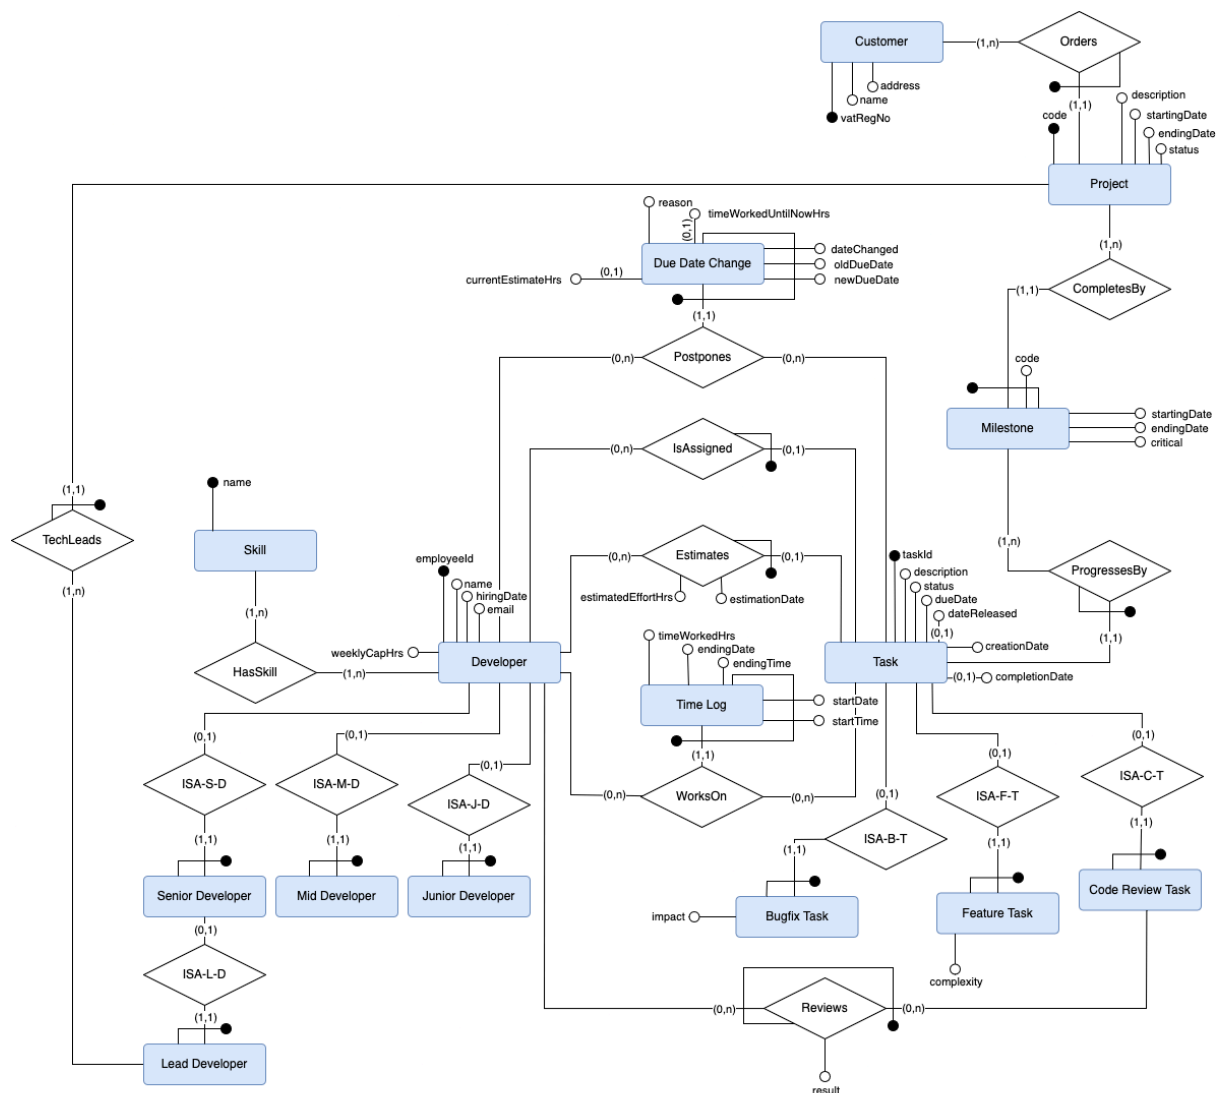 Customer
(1,n)
Orders
address
name
vatRegNo
(1,1)
description
code
startingDate
endingDate
status
Project
reason
timeWorkedUntilNowHrs
(0,1)
Due Date Change
dateChanged
oldDueDate
newDueDate
currentEstimateHrs
(0,1)
(1,n)
(1,1)
CompletesBy
(1,1)
(0,n)
Postpones
(0,n)
code
Milestone
startingDate
endingDate
critical
(0,n)
IsAssigned
(0,1)
(1,1)
TechLeads
(1,n)
name
Skill
(1,n)
HasSkill
(1,n)
employeeId
name
hiringDate
email
weeklyCapHrs
Developer
(0,n)
Estimates
(0,1)
estimatedEffortHrs
estimationDate
(1,n)
ProgressesBy
(1,1)
taskId
description
status
dueDate
dateReleased
(0,1)
creationDate
Task
(0,1)
completionDate
timeWorkedHrs
endingDate
endingTime
Time Log
startDate
startTime
(1,1)
(0,n)
WorksOn
(0,n)
(0,1)
ISA-S-D
(1,1)
(0,1)
ISA-M-D
(1,1)
(0,1)
ISA-J-D
(1,1)
(0,1)
ISA-B-T
(1,1)
(0,1)
ISA-F-T
(1,1)
(0,1)
ISA-C-T
(1,1)
Senior Developer
Mid Developer
Junior Developer
impact
Bugfix Task
Feature Task
Code Review Task
complexity
(0,1)
ISA-L-D
(1,1)
Lead Developer
(0,n)
Reviews
(0,n)
result